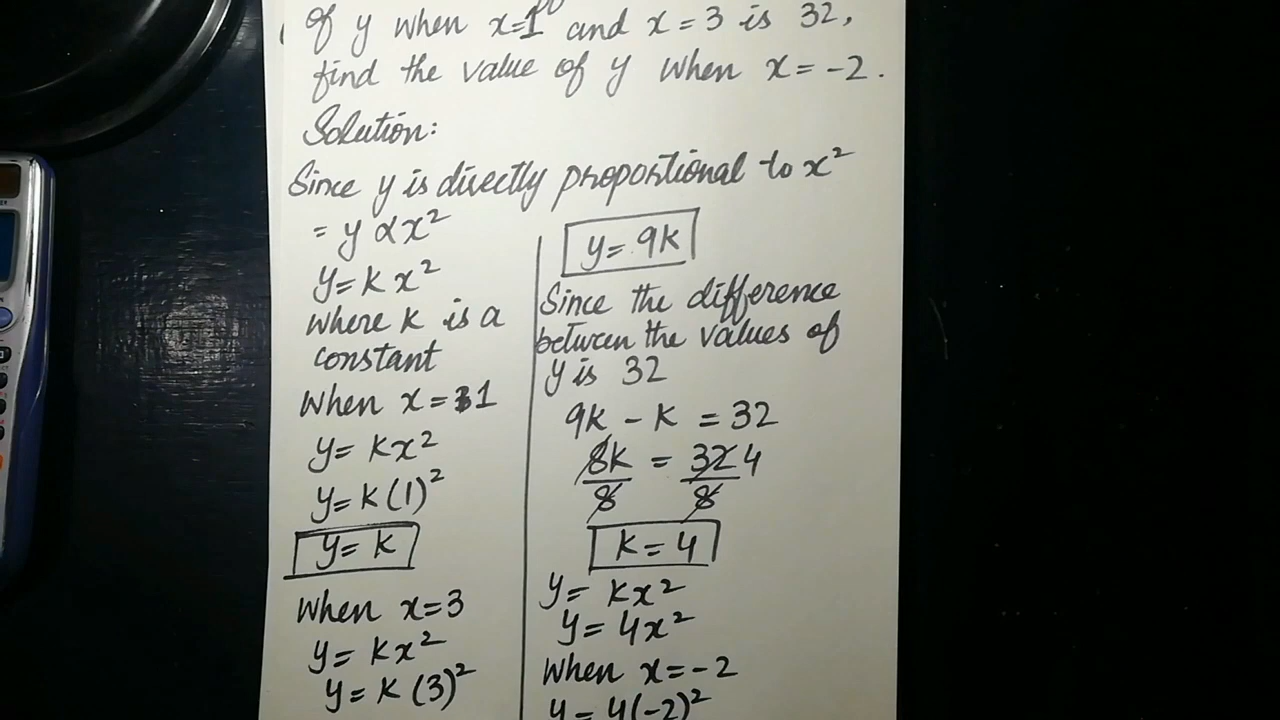 Of y when x=1 and x = 3 is 32,
find the value of y when x = -2.
Solution:
Since y is directly proportional to x²
= y ∝ x²
y = k x²
where k is a
constant
when x = 1
y = kx²
y = k(1)²
y = k
when x = 3
y = kx²
y = k (3)²
y = 9k
Since the difference
between the values of
y is 32
9k - k = 32
8k = 32 4
8 8
k = 4
y = kx²
y = 4x²
when x = -2
y = 4(-2)²